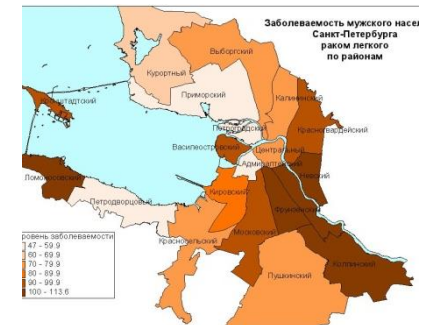 Заболеваемость мужского насел
Санкт-Петербурга
раком легкого
по районам
Выборгский
Курортный
Приморский
Калининский
Петроградский
Красногвардейский
Василеостровский
Центральный
Адмиралтейский
Невский
Ломоносовский
Кировский
Петродворцовый
Фрунзенский
Красносельский
Московский
Колпинский
Пушкинский
ровень заболеваемости
47 - 59.9
60 - 69.9
70 - 79.9
80 - 89.9
90 - 99.9
100 - 113.6